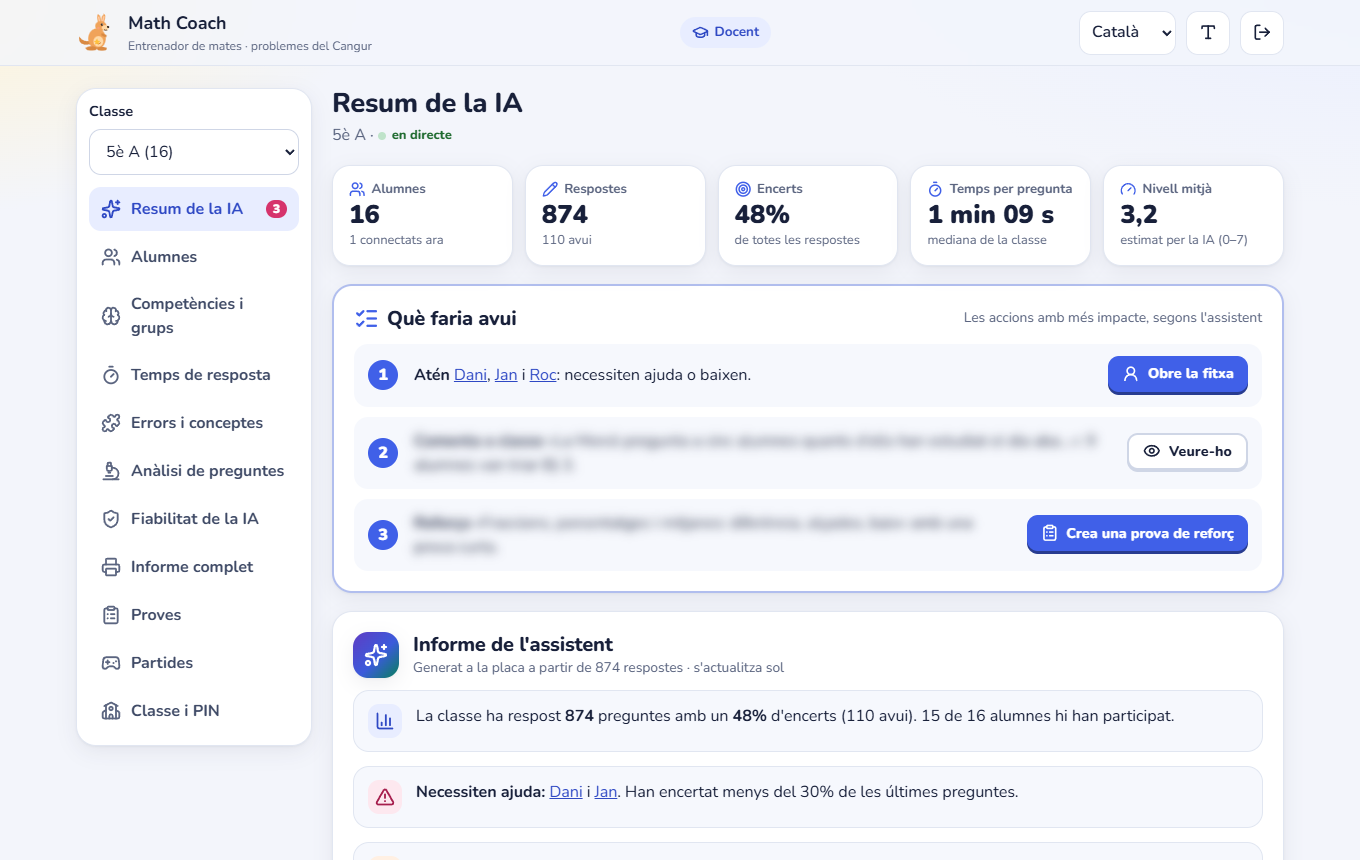 Math Coach
Entrenador de mates · problemes del Cangur
Docent
Català
Classe
5è A (16)
Resum de la IA
3
Alumnes
Competències i
grups
Temps de resposta
Errors i conceptes
Anàlisi de preguntes
Fiabilitat de la IA
Informe complet
Proves
Partides
Classe i PIN
Resum de la IA
5è A · en directe
Alumnes
16
1 connectats ara
Respostes
874
110 avui
Encerts
48%
de totes les respostes
Temps per pregunta
1 min 09 s
mediana de la classe
Nivell mitjà
3,2
estimat per la IA (0–7)
Què faria avui
Les accions amb més impacte, segons l'assistent
1
Atén Dani, Jan i Roc: necessiten ajuda o baixen.
Obre la fitxa
2
Veure-ho
3
Crea una prova de reforç
Informe de l'assistent
Generat a la placa a partir de 874 respostes · s'actualitza sol
La classe ha respost 874 preguntes amb un 48% d'encerts (110 avui). 15 de 16 alumnes hi han participat.
Necessiten ajuda: Dani i Jan. Han encertat menys del 30% de les últimes preguntes.